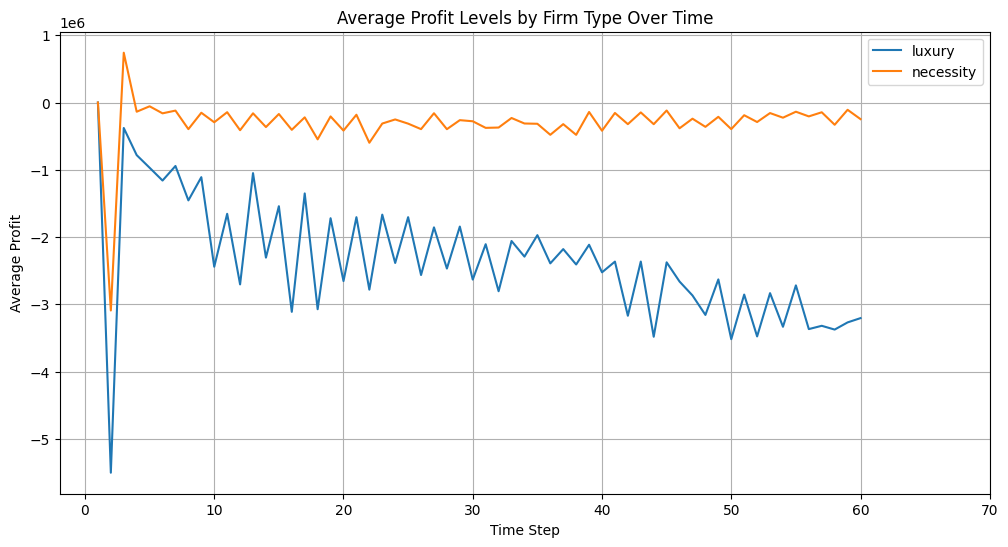 Average Profit Levels by Firm Type Over Time
1e6
1
0
−1
−2
−3
−4
−5
Average Profit
luxury
necessity
0 10 20 30 40 50 60 70
Time Step